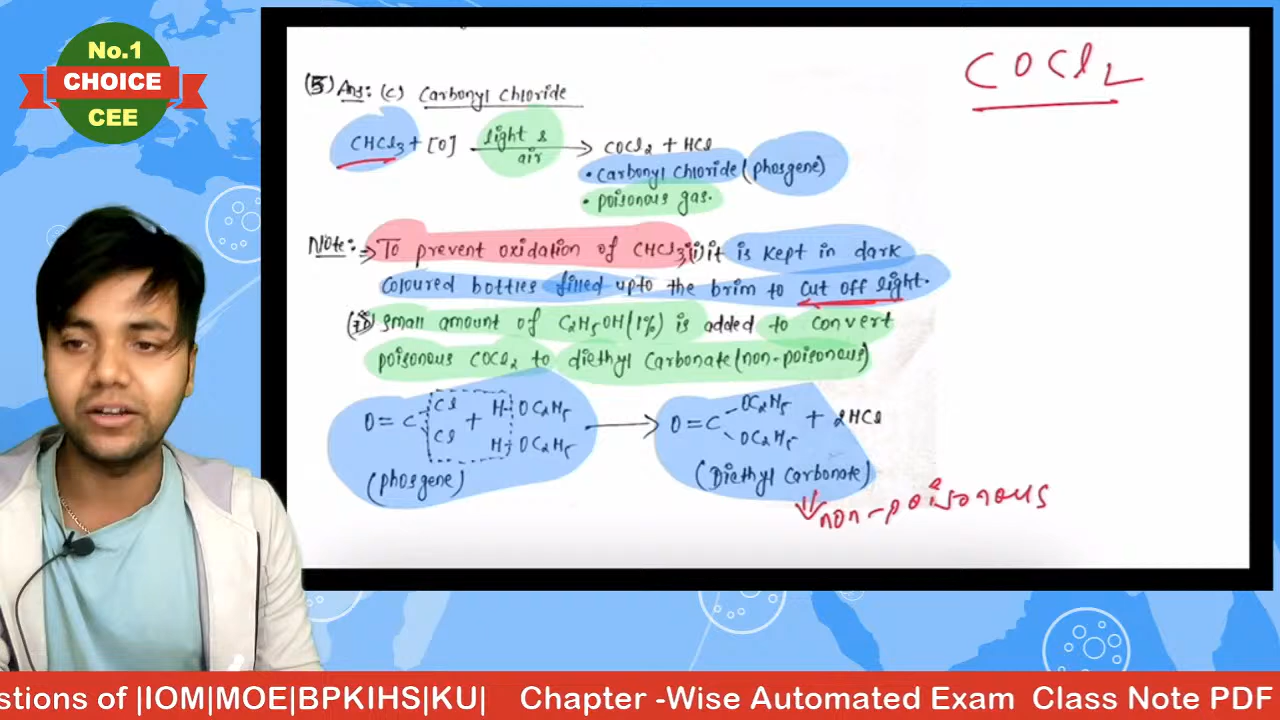 No.1
CHOICE
CEE
COCl2
(5) Ans: (c) Carbonyl Chloride
CHCl3 + [O] light & air → COCl2 + HCl
• Carbonyl Chloride (phosgene)
• poisonous gas.
Note:- → To prevent oxidation of CHCl3, (i) it is kept in dark
coloured bottles filled upto the brim to cut off light.
(ii) small amount of C2H5OH (1%) is added to convert
poisonous COCl2 to diethyl carbonate (non-poisonous)
O=C Cl Cl + H- OC2H5 H- OC2H5 → O=C OC2H5 OC2H5 + 2HCl
(phosgene) (Diethyl Carbonate)
non-poisonous
stions of |IOM|MOE|BPKIHS|KU| Chapter -Wise Automated Exam Class Note PDF